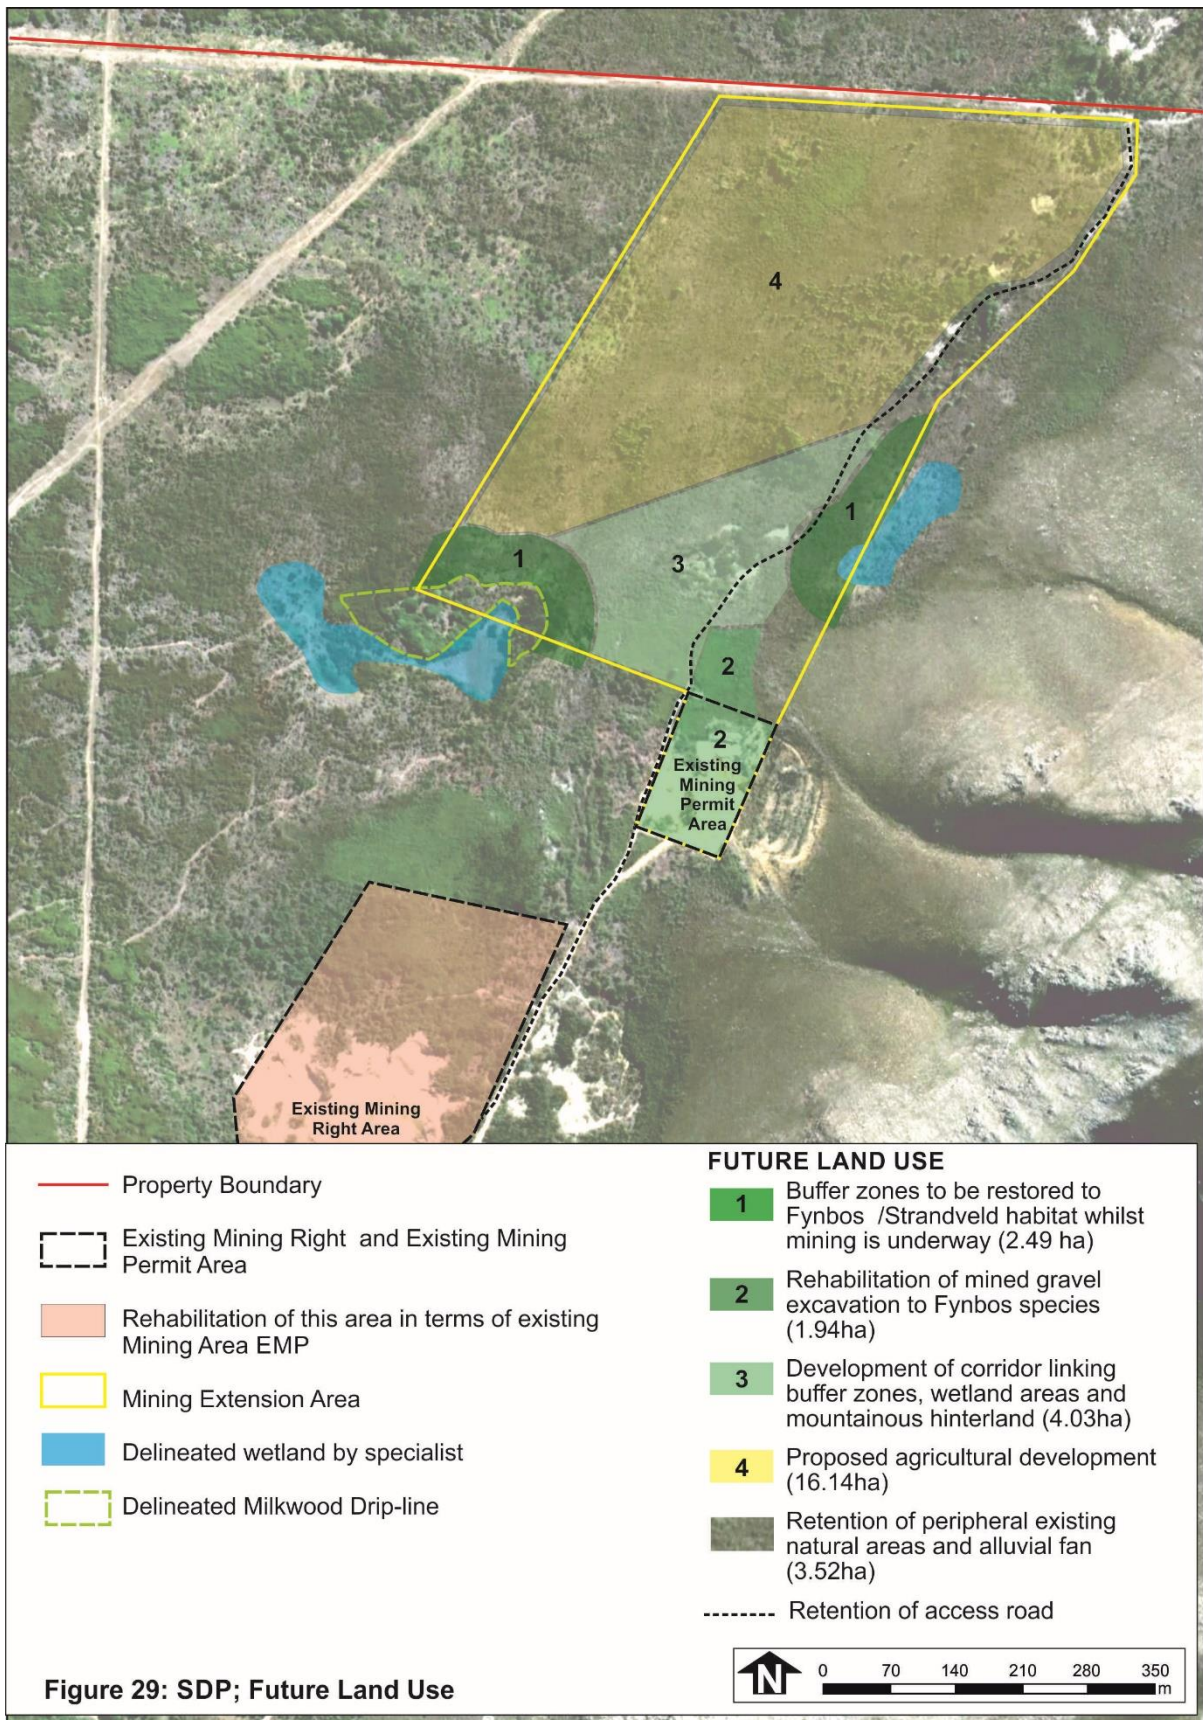 4
1
1
3
2
2
Existing
Mining
Permit
Area
Existing Mining
Right Area
Property Boundary
Existing Mining Right and Existing Mining
Permit Area
Rehabilitation of this area in terms of existing
Mining Area EMP
Mining Extension Area
Delineated wetland by specialist
Delineated Milkwood Drip-line
FUTURE LAND USE
1 Buffer zones to be restored to
Fynbos /Strandveld habitat whilst
mining is underway (2.49 ha)
2 Rehabilitation of mined gravel
excavation to Fynbos species
(1.94ha)
3 Development of corridor linking
buffer zones, wetland areas and
mountainous hinterland (4.03ha)
4 Proposed agricultural development
(16.14ha)
Retention of peripheral existing
natural areas and alluvial fan
(3.52ha)
Retention of access road
N
0 70 140 210 280 350
m
Figure 29: SDP; Future Land Use